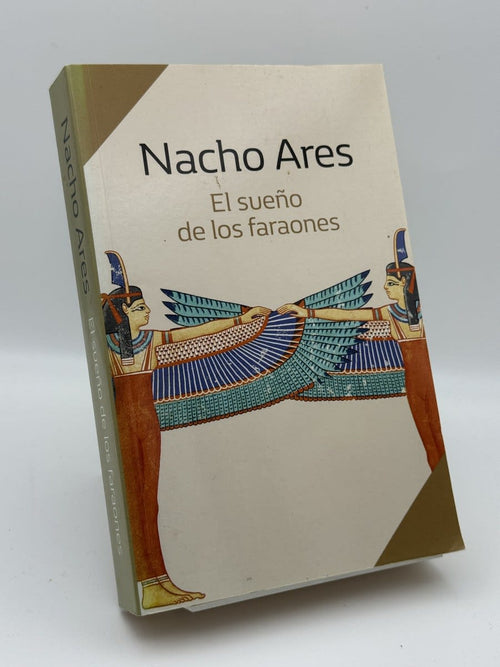 Nacho Ares
El sueño
de los faraones
Nacho Ares El sueño de los faraones